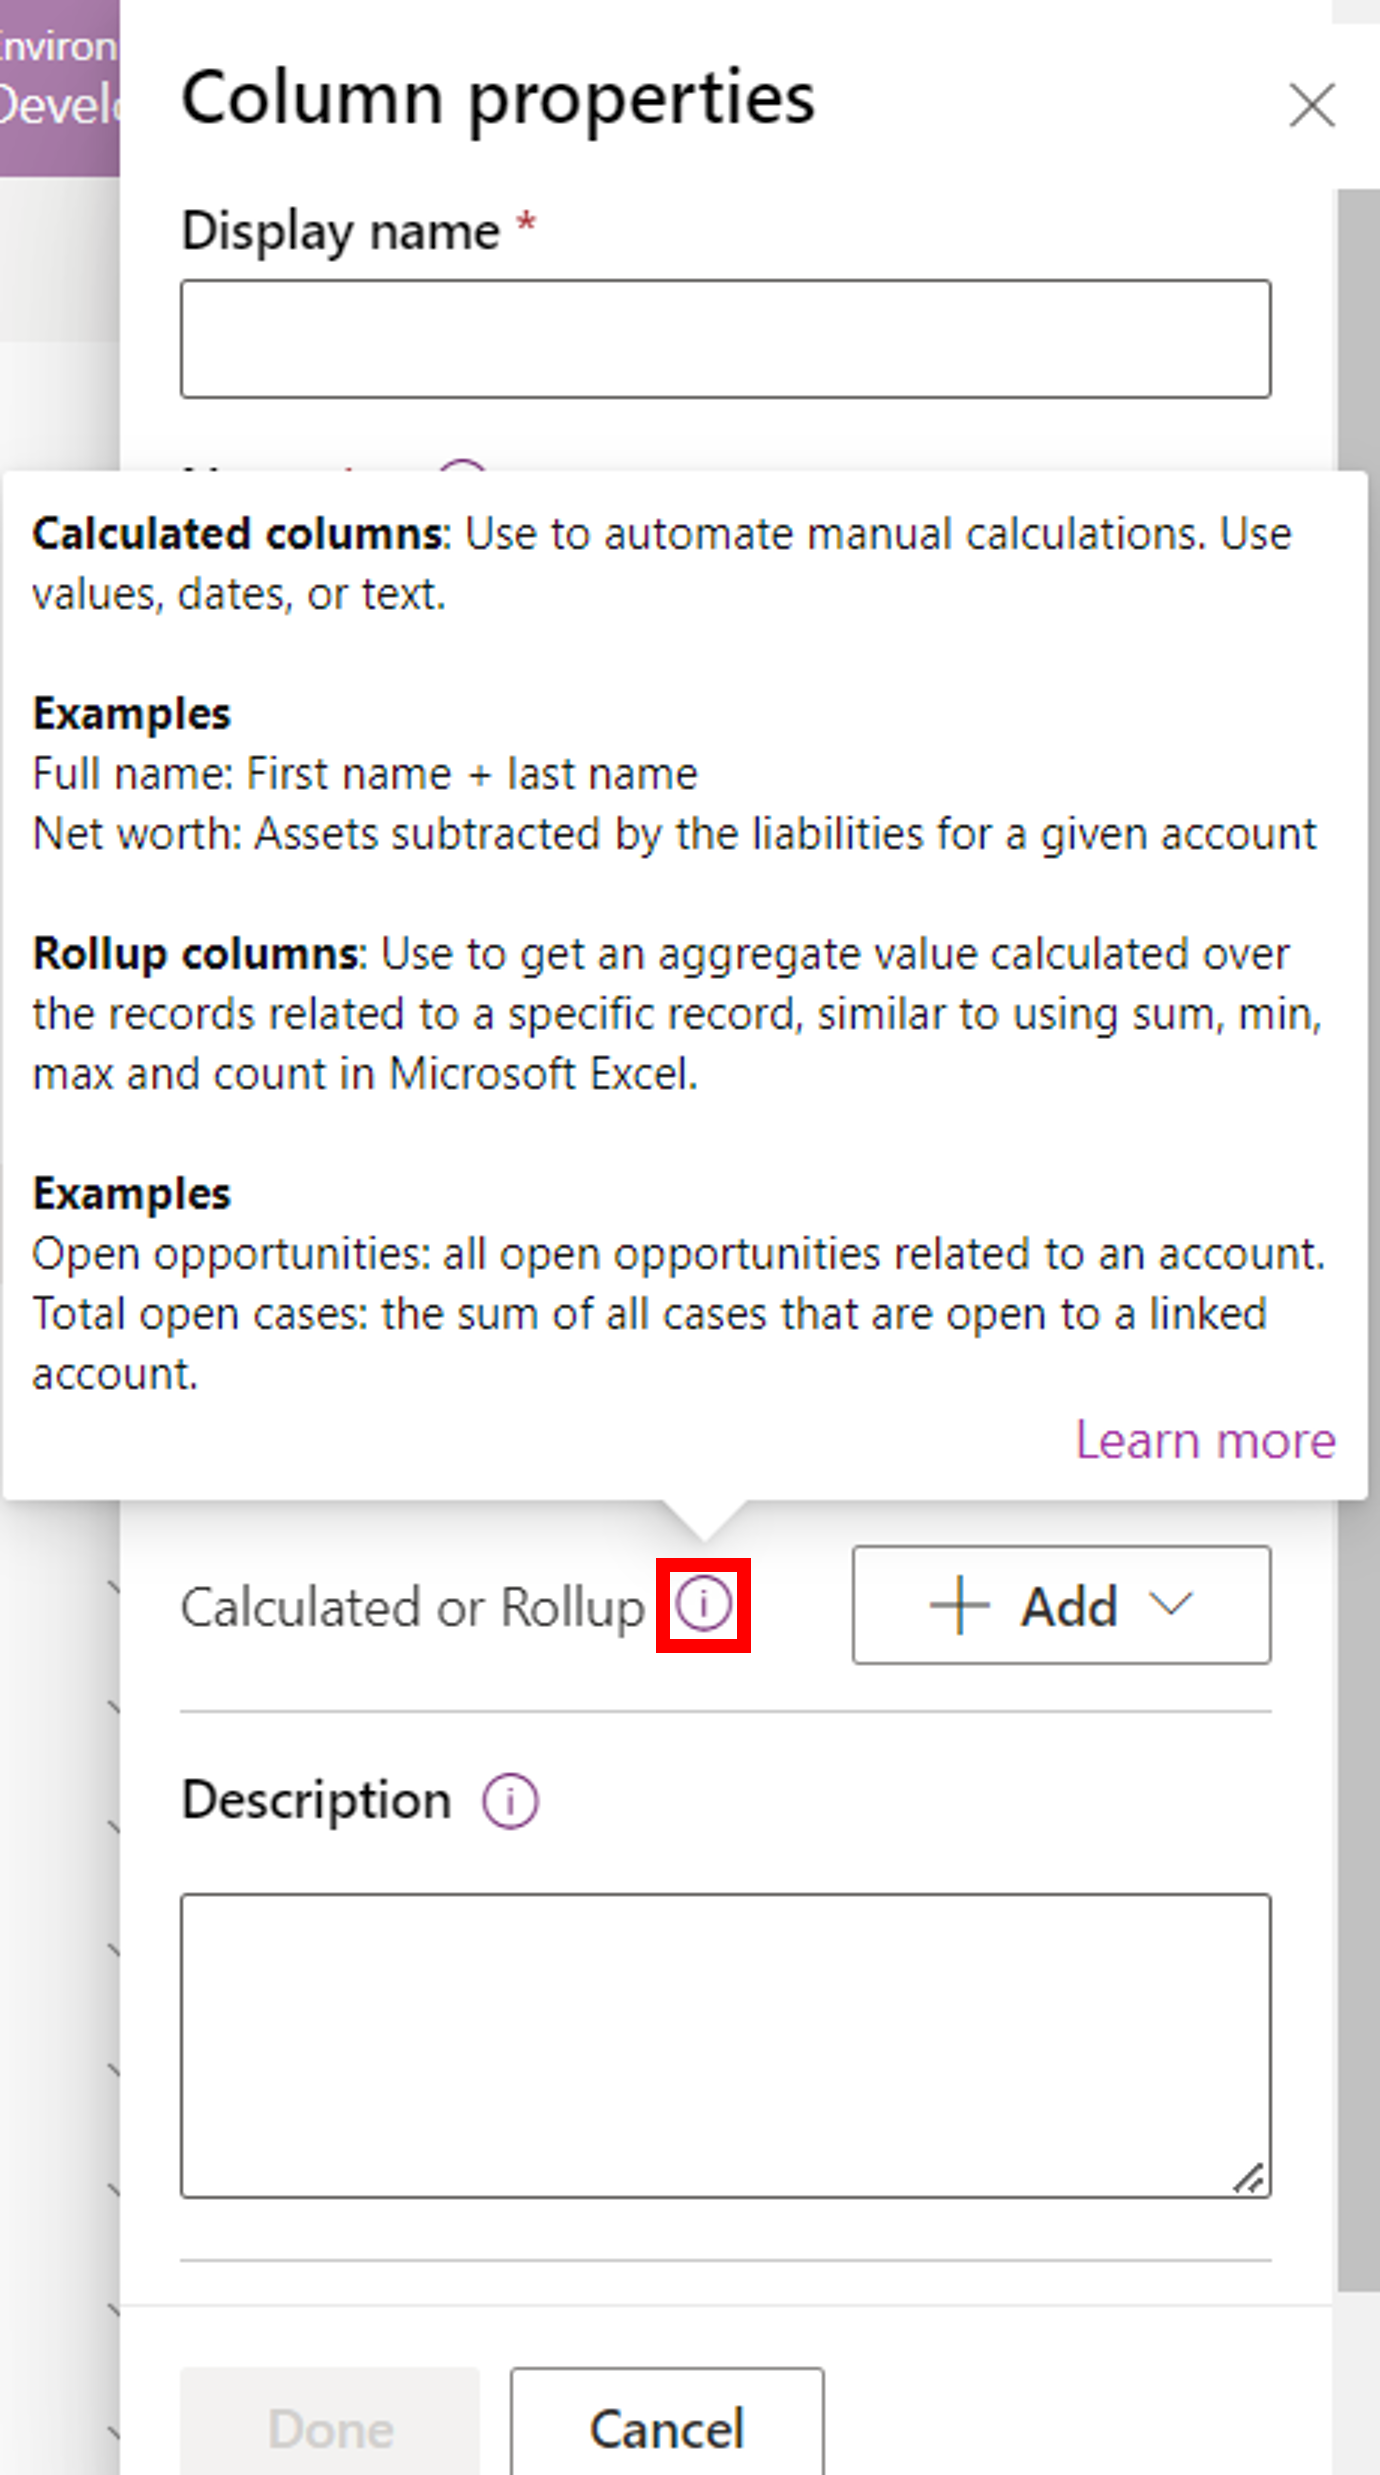 Column properties
Display name *
Calculated columns: Use to automate manual calculations. Use
values, dates, or text.
Examples
Full name: First name + last name
Net worth: Assets subtracted by the liabilities for a given account
Rollup columns: Use to get an aggregate value calculated over
the records related to a specific record, similar to using sum, min,
max and count in Microsoft Excel.
Examples
Open opportunities: all open opportunities related to an account.
Total open cases: the sum of all cases that are open to a linked
account.
Learn more
Calculated or Rollup
Add
Description
Done
Cancel